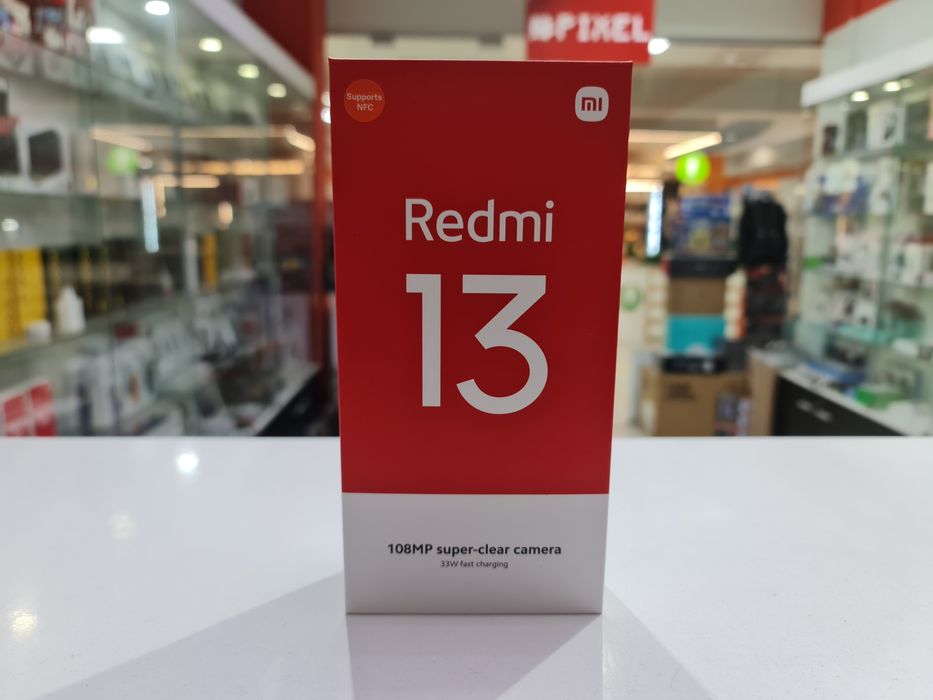 PIXEL
Supports
NFC
mi
Redmi
13
108MP super-clear camera
33W fast charging